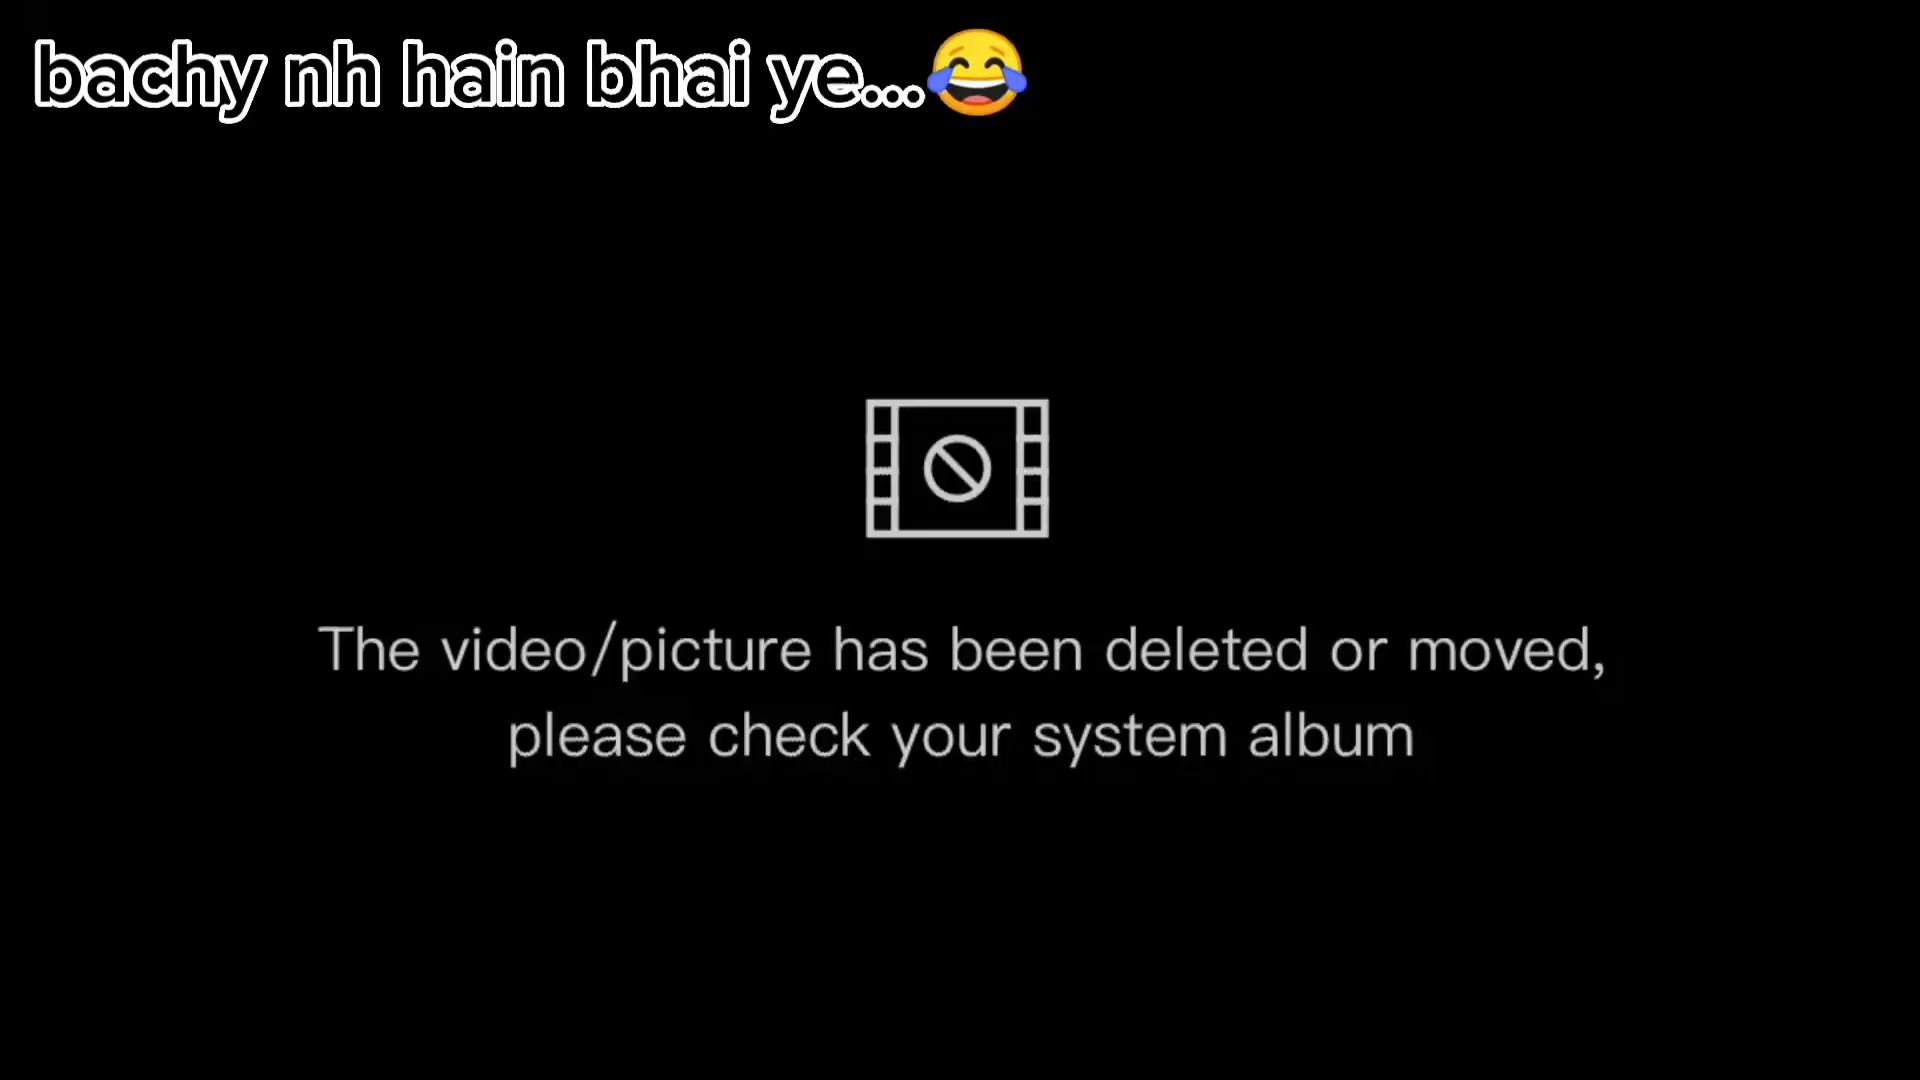 bachy nh hain bhai ye...😂
The video/picture has been deleted or moved,
please check your system album